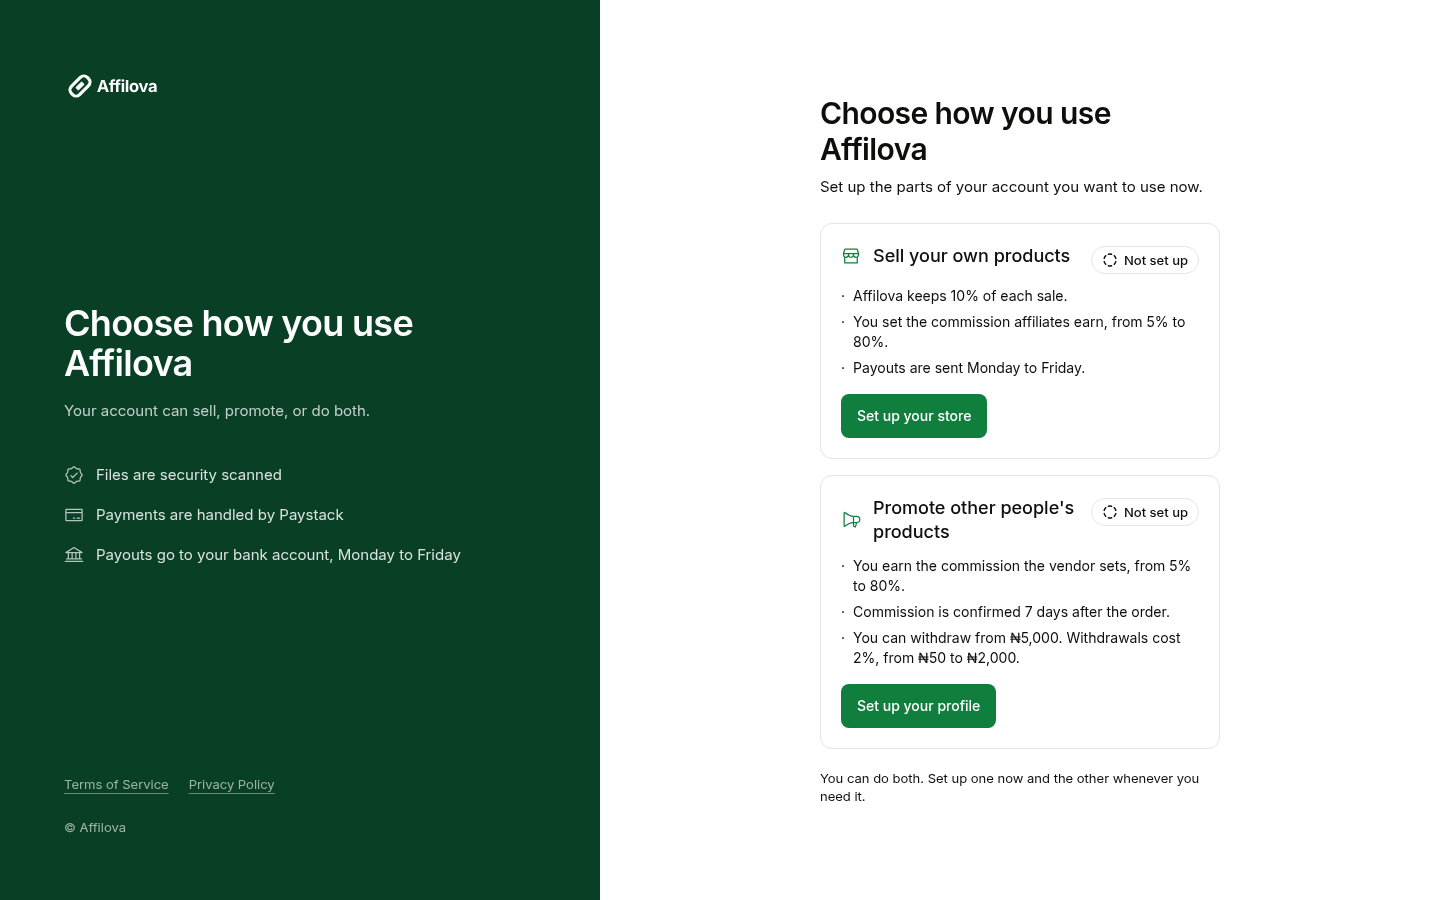 Affilova
Choose how you use
Affilova
Your account can sell, promote, or do both.
Files are security scanned
Payments are handled by Paystack
Payouts go to your bank account, Monday to Friday
Terms of Service Privacy Policy
© Affilova
Choose how you use
Affilova
Set up the parts of your account you want to use now.
Sell your own products
Not set up
· Affilova keeps 10% of each sale.
· You set the commission affiliates earn, from 5% to
80%.
· Payouts are sent Monday to Friday.
Set up your store
Promote other people's
products
Not set up
· You earn the commission the vendor sets, from 5%
to 80%.
· Commission is confirmed 7 days after the order.
· You can withdraw from ₦5,000. Withdrawals cost
2%, from ₦50 to ₦2,000.
Set up your profile
You can do both. Set up one now and the other whenever you
need it.